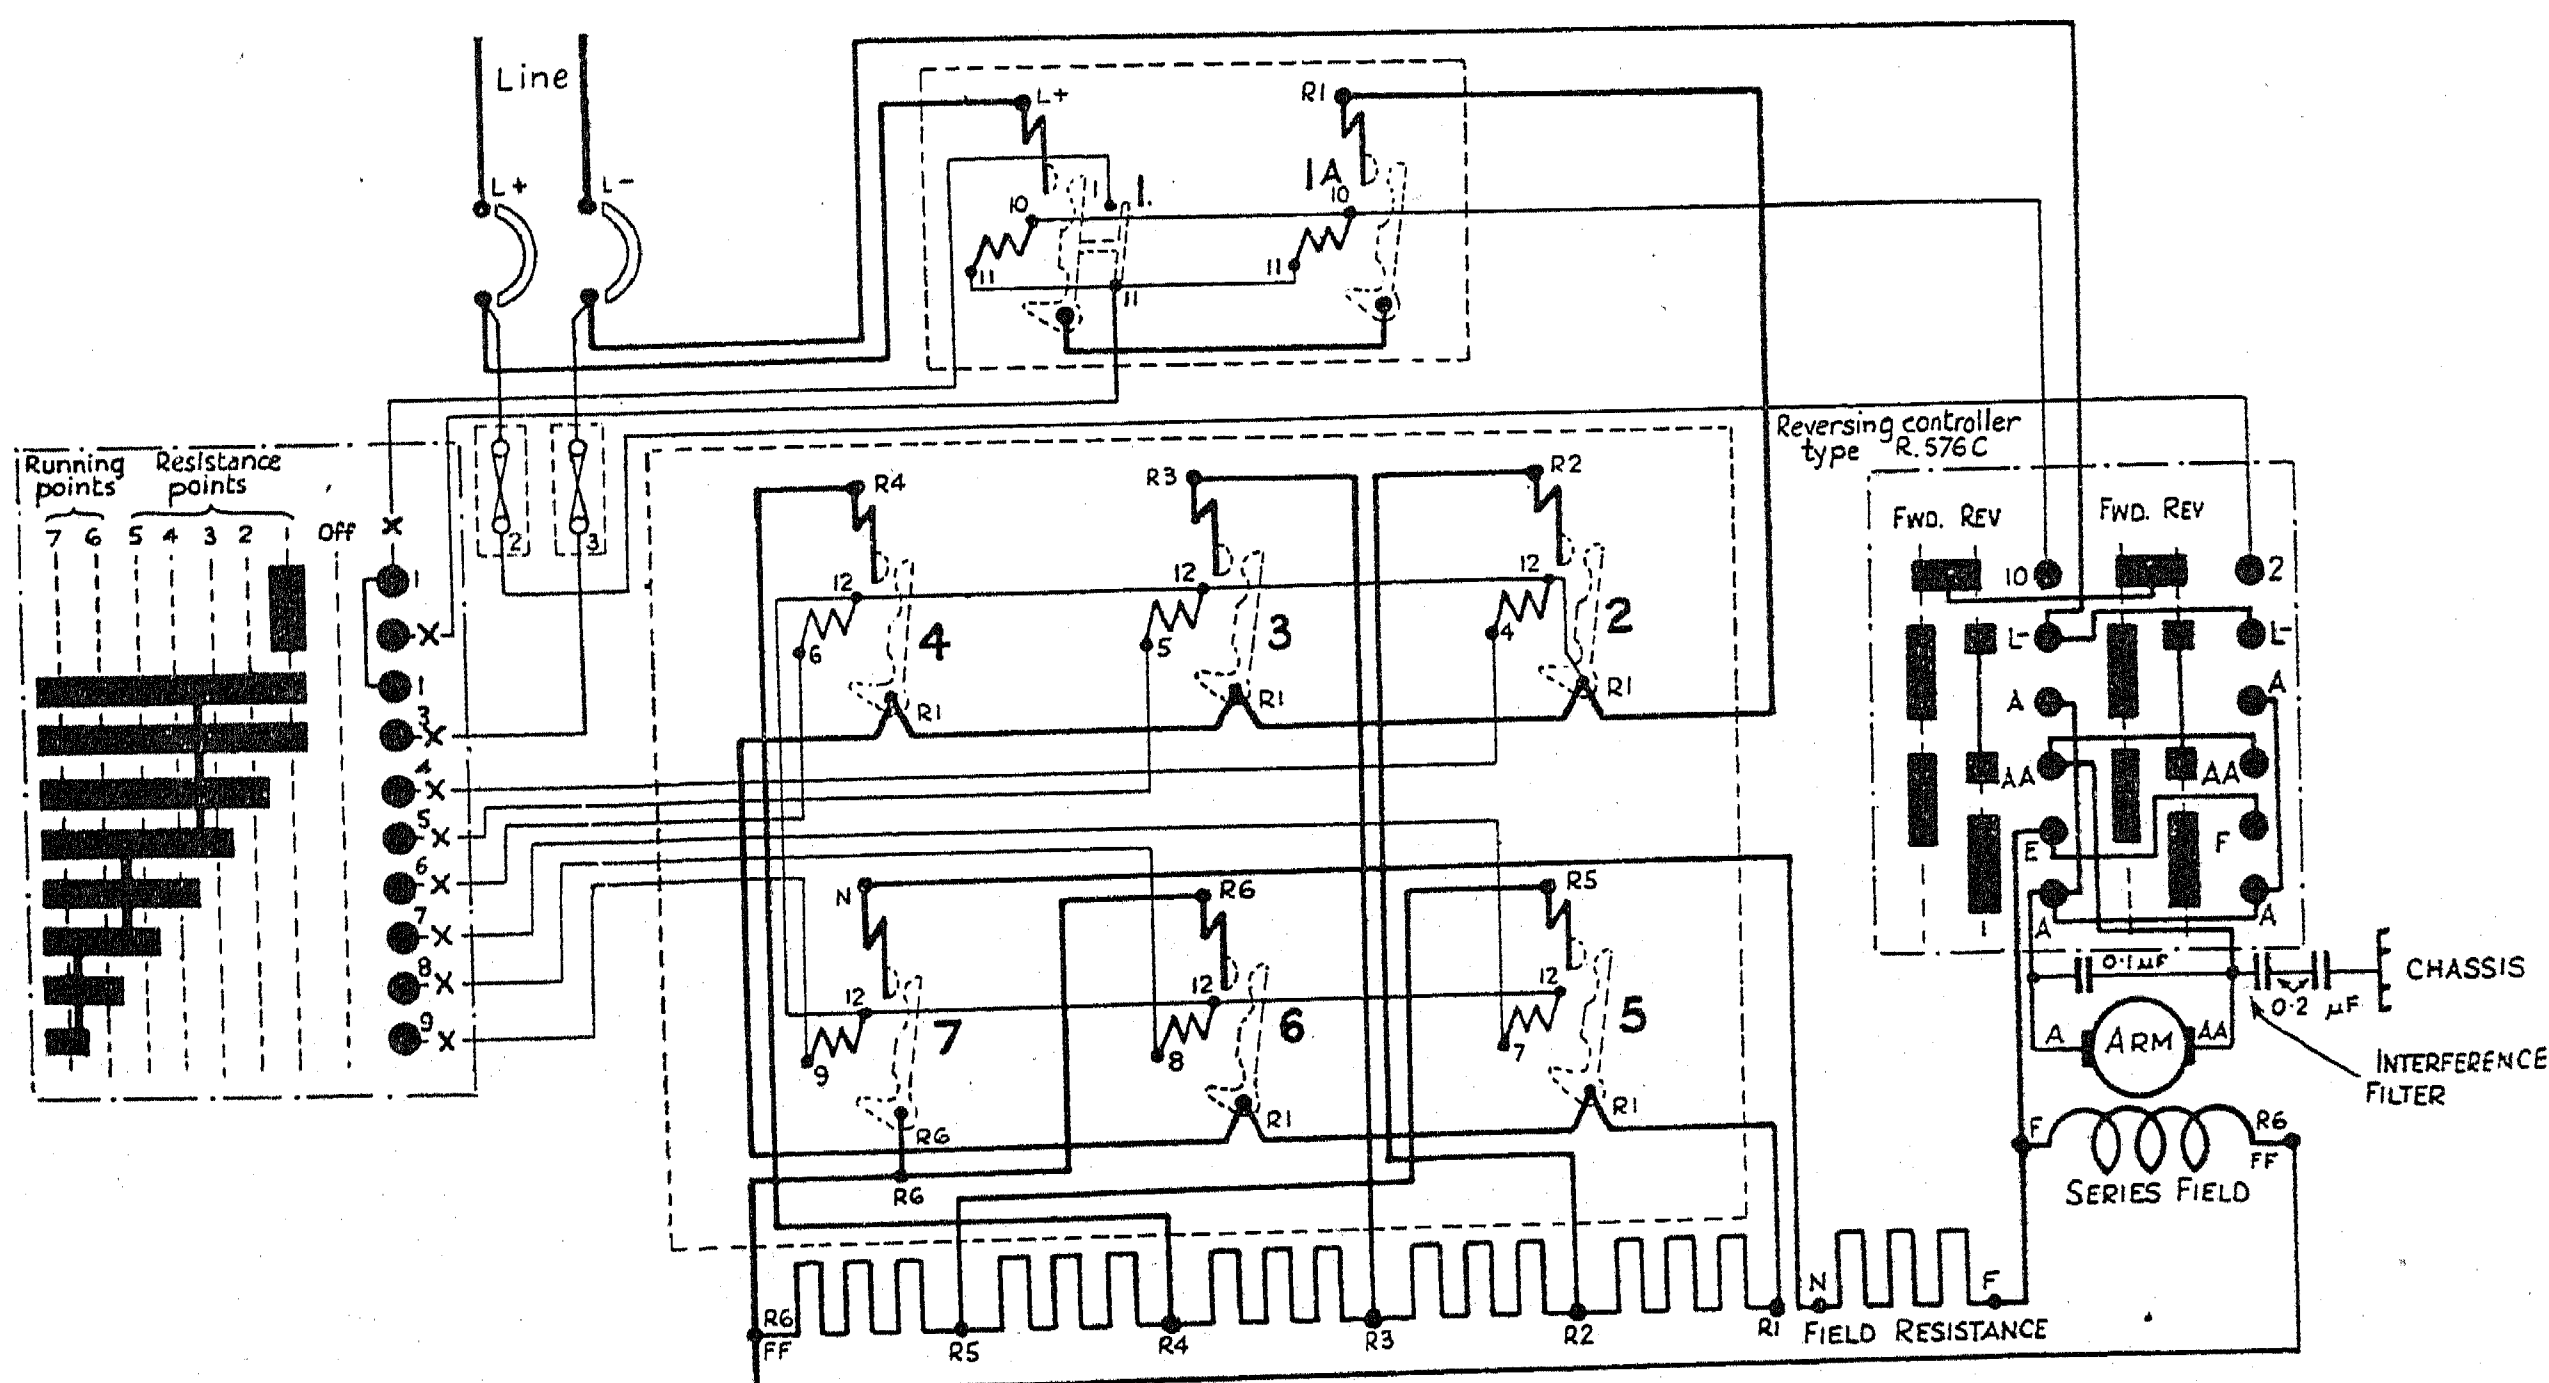 Line
L+
L-
L+
R1
1
1.
1A
10
10
11
11
11
Reversing controller
type R.576C
Running points
Resistance points
7 6 5 4 3 2 1 Off
X
1
X
1
3 X
4 X
5 X
6 X
7 X
8 X
9 X
2
3
R4
R3
R2
12
12
12
6
5
4
4
3
2
R1
R1
R1
N
R6
R5
12
12
12
9
8
7
7
6
5
R6
R1
R1
R6
FWD. REV
FWD. REV
10
2
L-
L-
A
A
AA
AA
E
F
A
A
0.1µF
0.2 µF
CHASSIS
A
ARM
AA
INTERFERENCE
FILTER
F
R6
FF
SERIES FIELD
R6
FF
R5
R4
R3
R2
R1
N
F
FIELD RESISTANCE